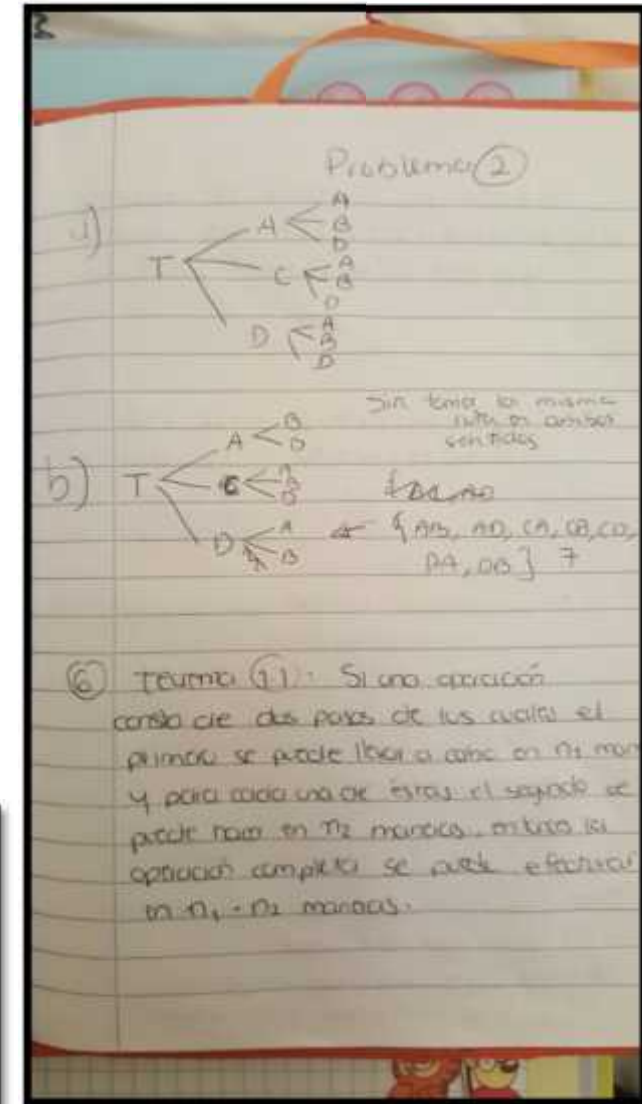 Problema 2
a)
A
A B
T D
A
C B
D
A
D B
D
Sin tomar la misma
ruta en ambos
sentidos
B
A D
b) T C B
D
A
D B
{AB, AD, CA, CB, CD,
DA, DB} 7
6 Teorema 1.1: Si una operación
consta de dos pasos de los cuales el
primero se puede llevar a cabo en n1
y para cada una de éstas el segundo se
puede hacer en n2 maneras, entonces la
operación completa se puede efectuar
en n1 · n2 maneras.